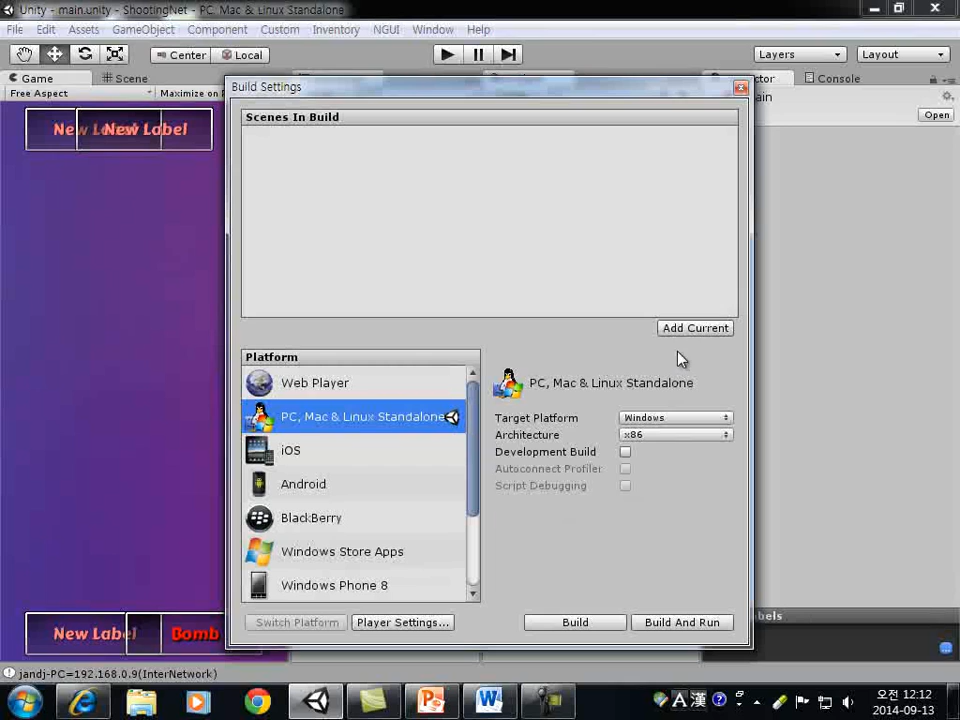 Unity - main.unity - ShootingNet - PC, Mac & Linux Standalone
File Edit Assets GameObject Component Custom Inventory NGUI Window Help
Center Local Layers Layout
Game Scene Console
Free Aspect Maximize on
Open
New Label New Label
Build Settings
Scenes In Build
Add Current
Platform
Web Player
PC, Mac & Linux Standalone
iOS
Android
BlackBerry
Windows Store Apps
Windows Phone 8
PC, Mac & Linux Standalone
Target Platform Windows
Architecture x86
Development Build
Autoconnect Profiler
Script Debugging
Switch Platform Player Settings... Build Build And Run
New Label Bomb
jandj-PC=192.168.0.9(InterNetwork)
A 漢
오전 12:12
2014-09-13